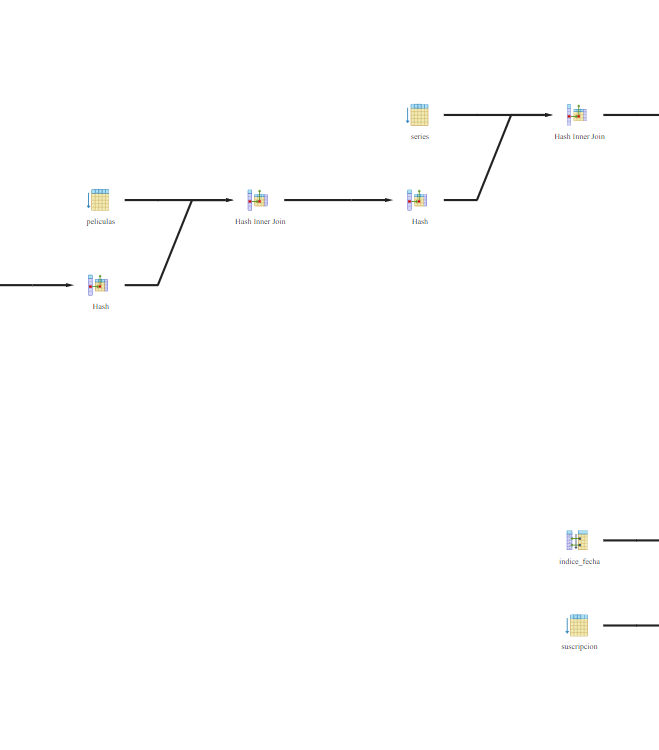 series
Hash Inner Join
peliculas
Hash Inner Join
Hash
Hash
indice_fecha
suscripcion